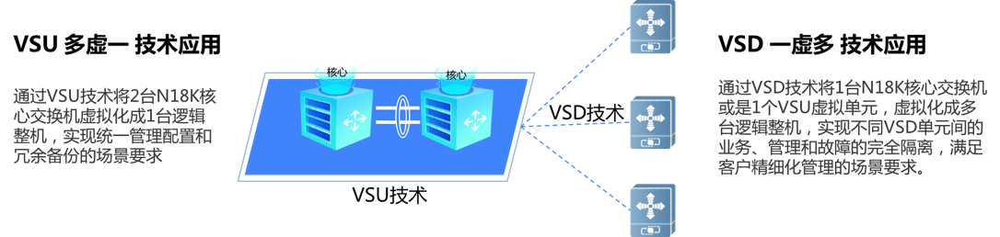 VSU 多虚一 技术应用
通过VSU技术将2台N18K核
心交换机虚拟化成1台逻辑
整机，实现统一管理配置和
冗余备份的场景要求
核心
核心
VSU技术
VSD技术
VSD 一虚多 技术应用
通过VSD技术将1台N18K核心交换机
或是1个VSU虚拟单元，虚拟化成多
台逻辑整机，实现不同VSD单元间的
业务、管理和故障的完全隔离，满足
客户精细化管理的场景要求。